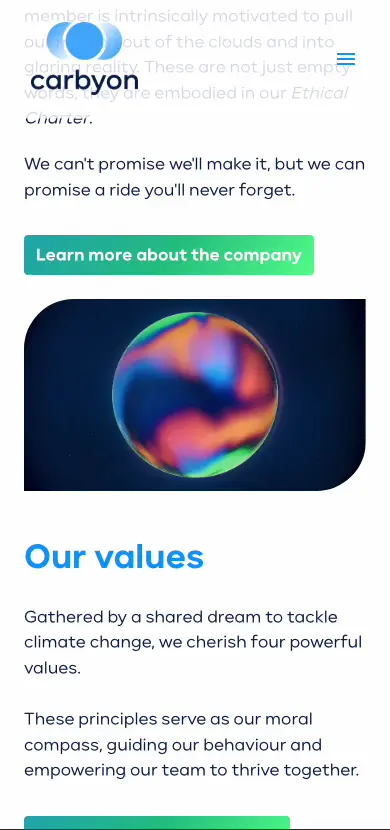 member is intrinsically motivated to pull
out of the clouds and into
glaring reality. These are not just empty
carbyon
words, they are embodied in our Ethical
Charter.
We can't promise we'll make it, but we can
promise a ride you'll never forget.
Learn more about the company
Our values
Gathered by a shared dream to tackle
climate change, we cherish four powerful
values.
These principles serve as our moral
compass, guiding our behaviour and
empowering our team to thrive together.